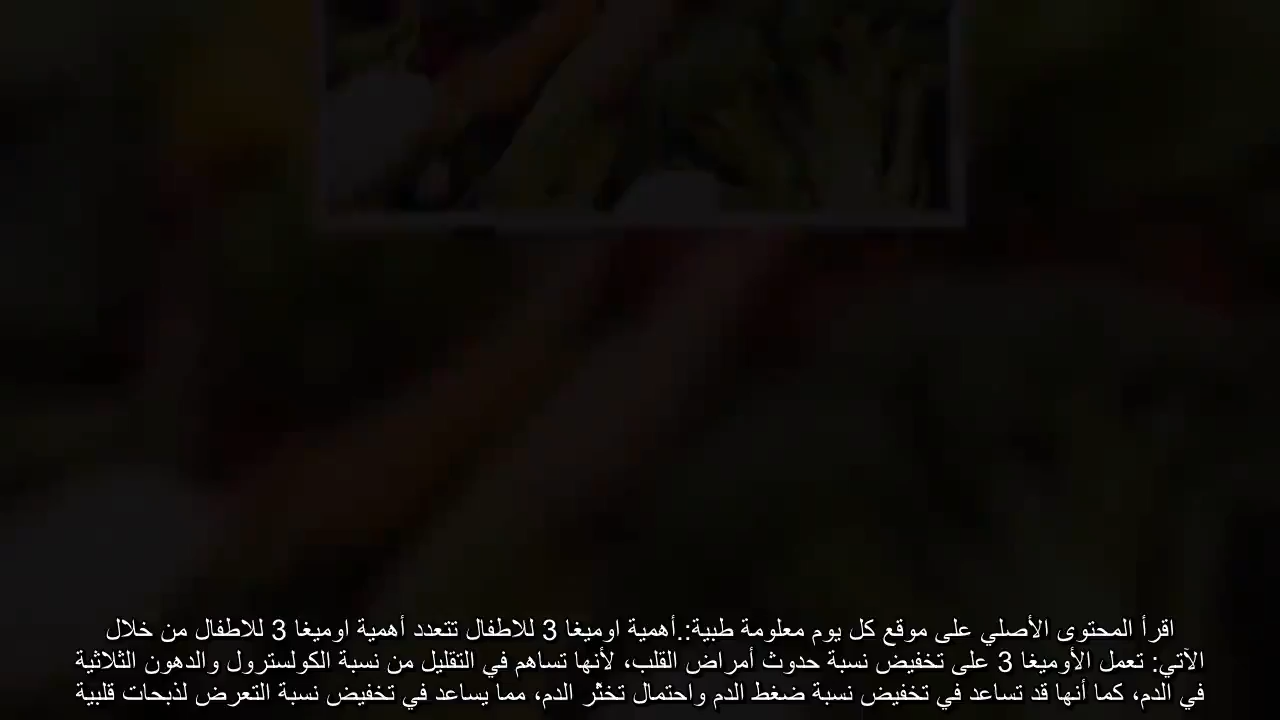 اقرأ المحتوى الأصلي على موقع كل يوم معلومة طبية:.أهمية اوميغا 3 للاطفال تتعدد أهمية اوميغا 3 للاطفال من خلال
الآتي: تعمل الأوميغا 3 على تخفيض نسبة حدوث أمراض القلب، لأنها تساهم في التقليل من نسبة الكولسترول والدهون الثلاثية
في الدم، كما أنها قد تساعد في تخفيض نسبة ضغط الدم واحتمال تخثّر الدم، مما يساعد في تخفيض نسبة التعرض لذبحات قلبية